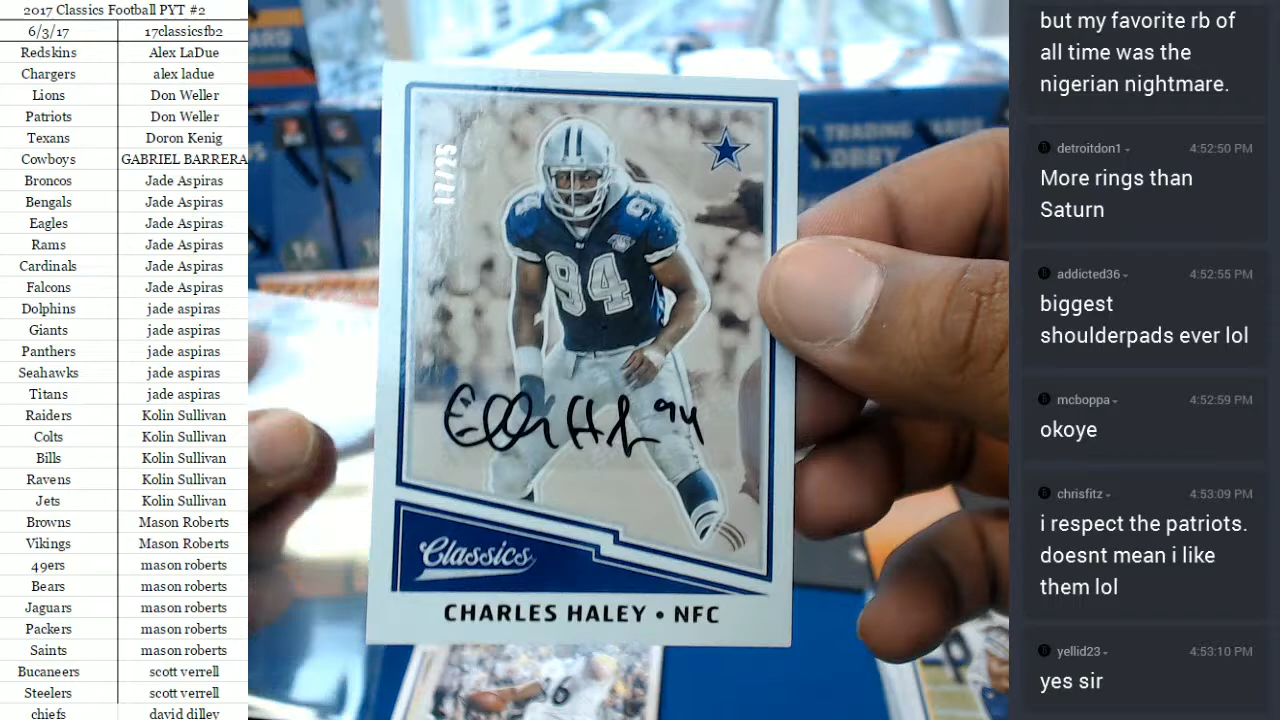 2017 Classics Football PYT #2
6/3/17 17classicsfb2
Redskins Alex LaDue
Chargers alex ladue
Lions Don Weller
Patriots Don Weller
Texans Doron Kenig
Cowboys GABRIEL BARRERA
Broncos Jade Aspiras
Bengals Jade Aspiras
Eagles Jade Aspiras
Rams Jade Aspiras
Cardinals Jade Aspiras
Falcons Jade Aspiras
Dolphins jade aspiras
Giants jade aspiras
Panthers jade aspiras
Seahawks jade aspiras
Titans jade aspiras
Raiders Kolin Sullivan
Colts Kolin Sullivan
Bills Kolin Sullivan
Ravens Kolin Sullivan
Jets Kolin Sullivan
Browns Mason Roberts
Vikings Mason Roberts
49ers mason roberts
Bears mason roberts
Jaguars mason roberts
Packers mason roberts
Saints mason roberts
Bucaneers scott verrell
Steelers scott verrell
chiefs david dilley
TRADING CARDS
HOBBY
14
94
94
94
Classics
CHARLES HALEY • NFC
36
but my favorite rb of
all time was the
nigerian nightmare.
detroitdon1 4:52:50 PM
More rings than
Saturn
addicted36 4:52:55 PM
biggest
shoulderpads ever lol
mcboppa 4:52:59 PM
okoye
chrisfitz 4:53:09 PM
i respect the patriots.
doesnt mean i like
them lol
yellid23 4:53:10 PM
yes sir